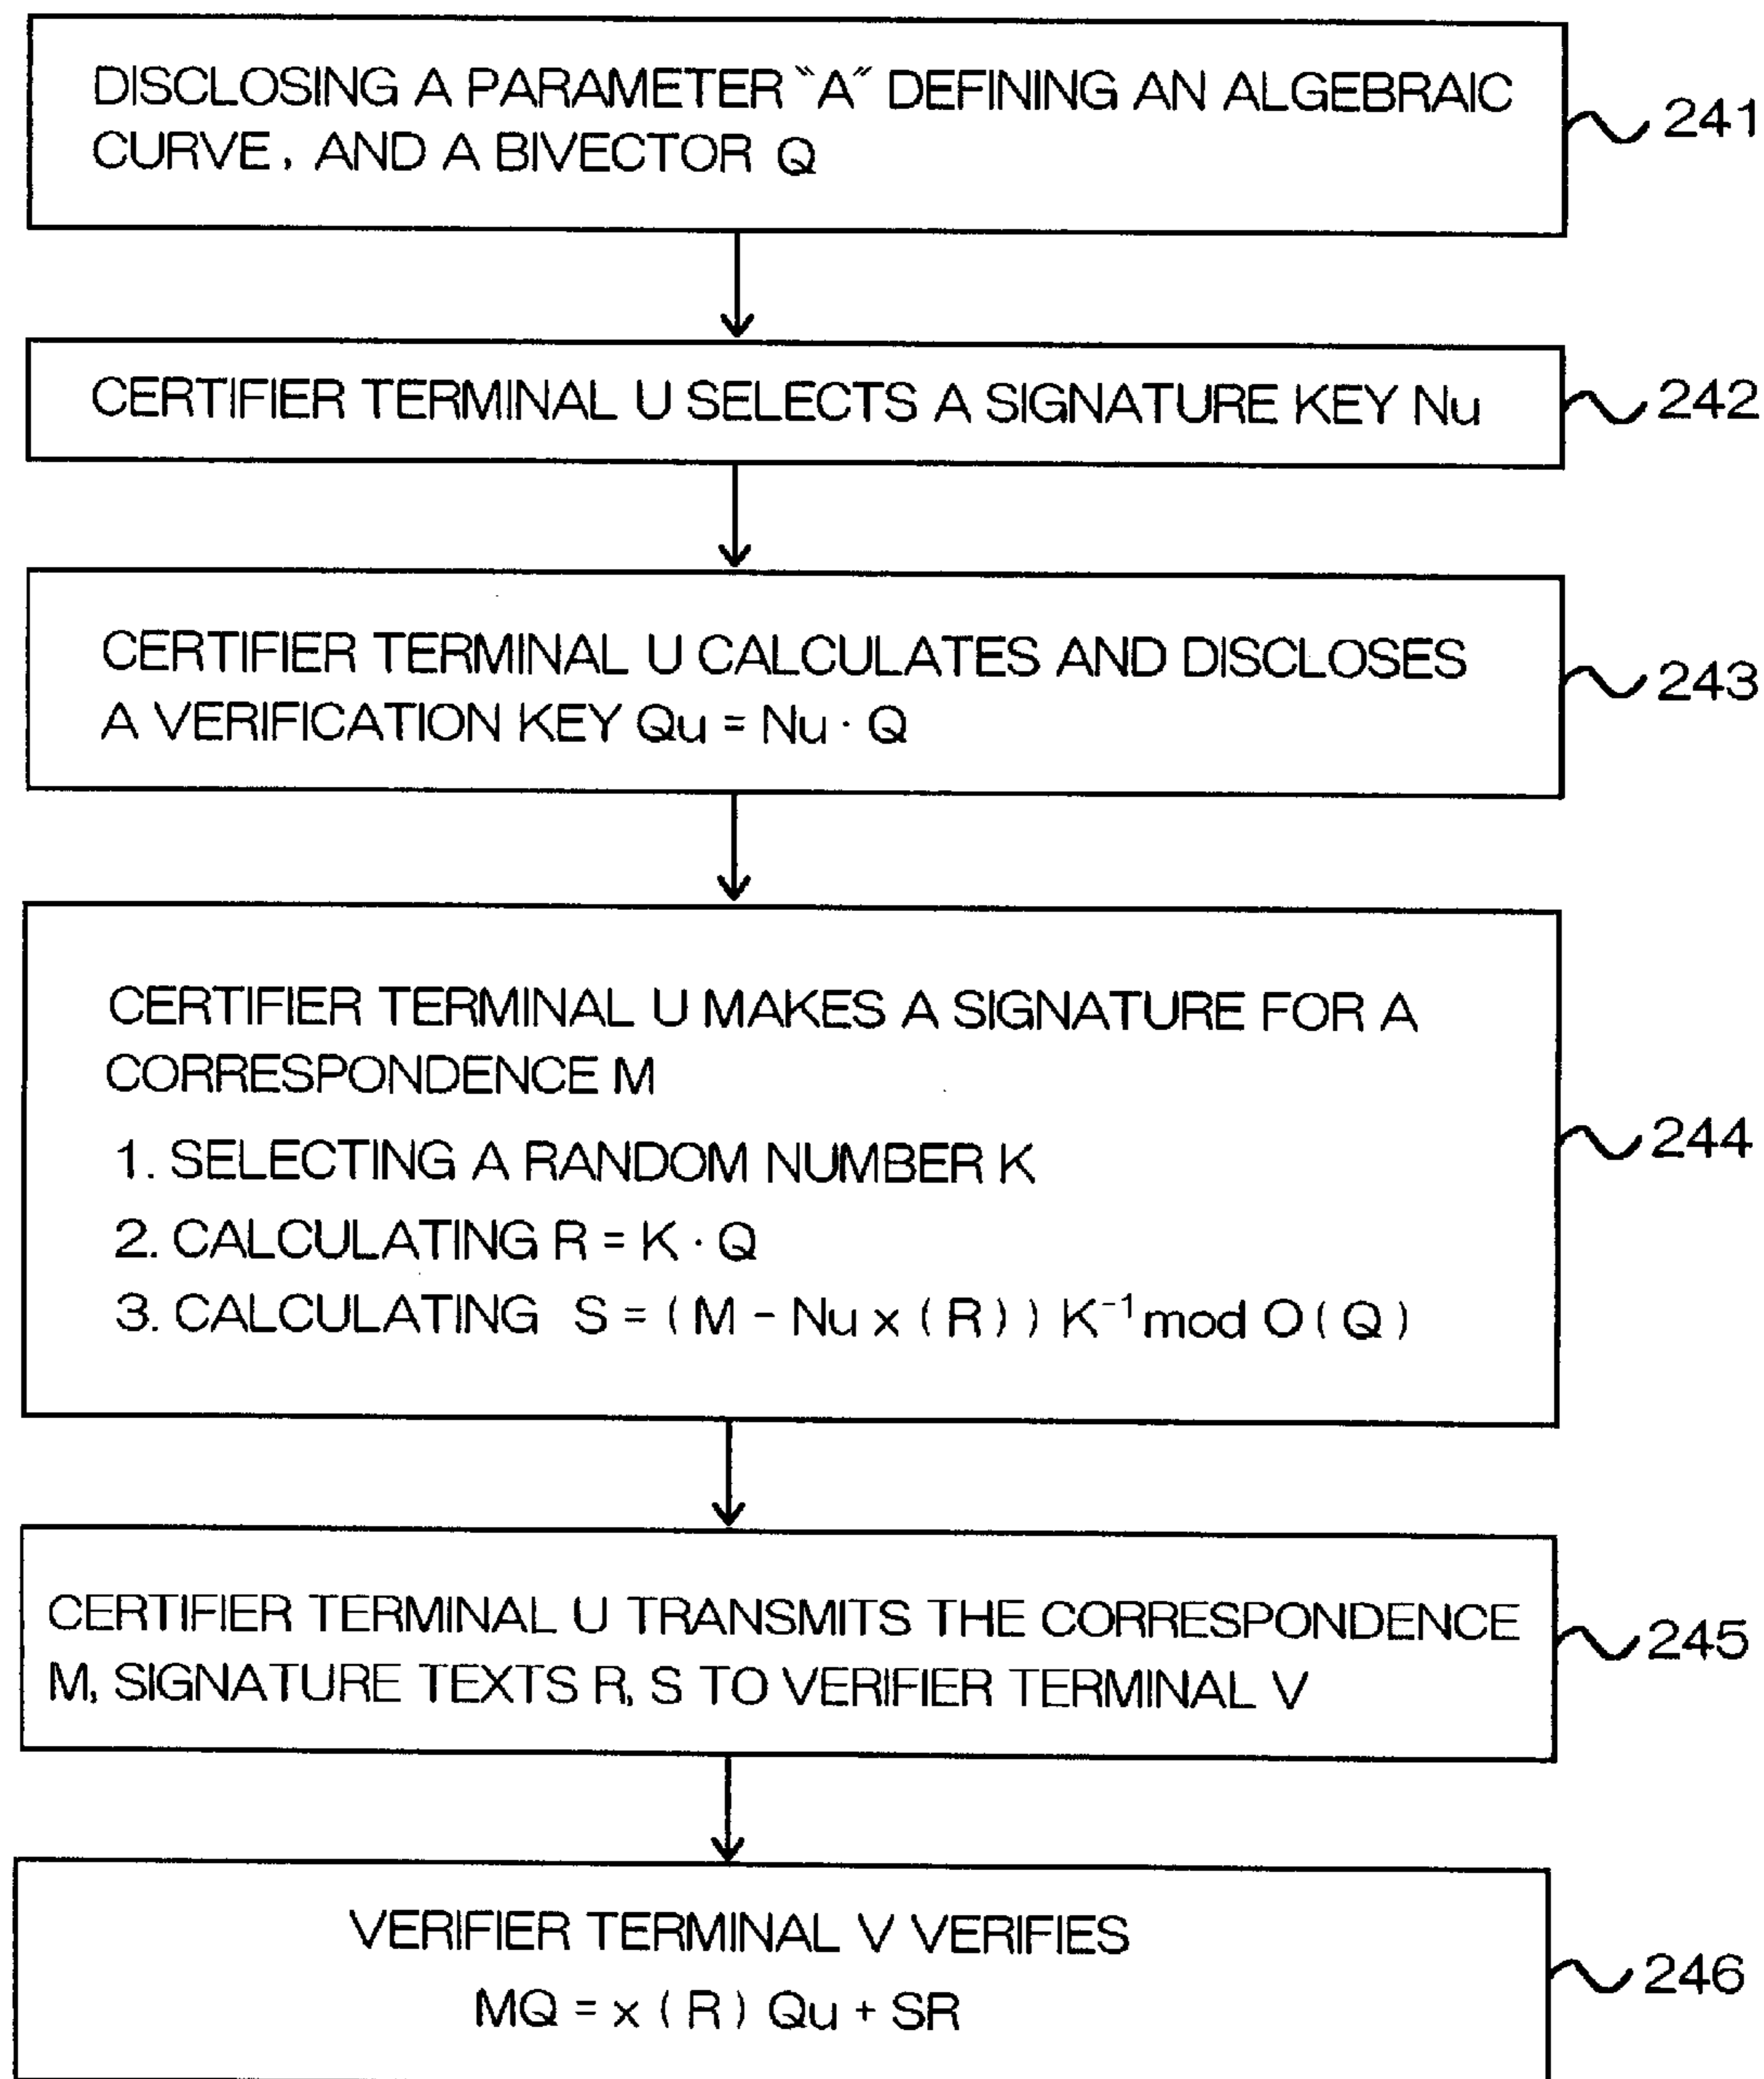 DISCLOSING A PARAMETER "A" DEFINING AN ALGEBRAIC
CURVE, AND A BIVECTOR Q
241
CERTIFIER TERMINAL U SELECTS A SIGNATURE KEY Nu
242
CERTIFIER TERMINAL U CALCULATES AND DISCLOSES
A VERIFICATION KEY Qu = Nu · Q
243
CERTIFIER TERMINAL U MAKES A SIGNATURE FOR A
CORRESPONDENCE M
1. SELECTING A RANDOM NUMBER K
2. CALCULATING R = K · Q
3. CALCULATING S = ( M - Nu x ( R ) ) K⁻¹ mod O ( Q )
244
CERTIFIER TERMINAL U TRANSMITS THE CORRESPONDENCE
M, SIGNATURE TEXTS R, S TO VERIFIER TERMINAL V
245
VERIFIER TERMINAL V VERIFIES
MQ = x ( R ) Qu + SR
246